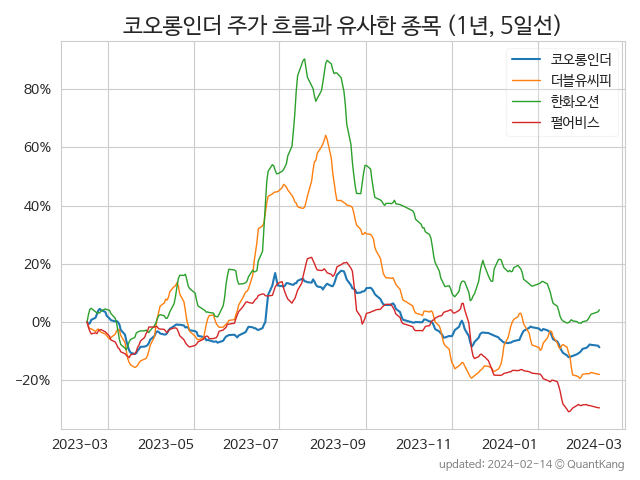 코오롱인더 주가 흐름과 유사한 종목 (1년, 5일선)
코오롱인더
더블유씨피
한화오션
펄어비스
80%
60%
40%
20%
0%
−20%
2023-03 2023-05 2023-07 2023-09 2023-11 2024-01 2024-03
updated: 2024-02-14 © QuantKang